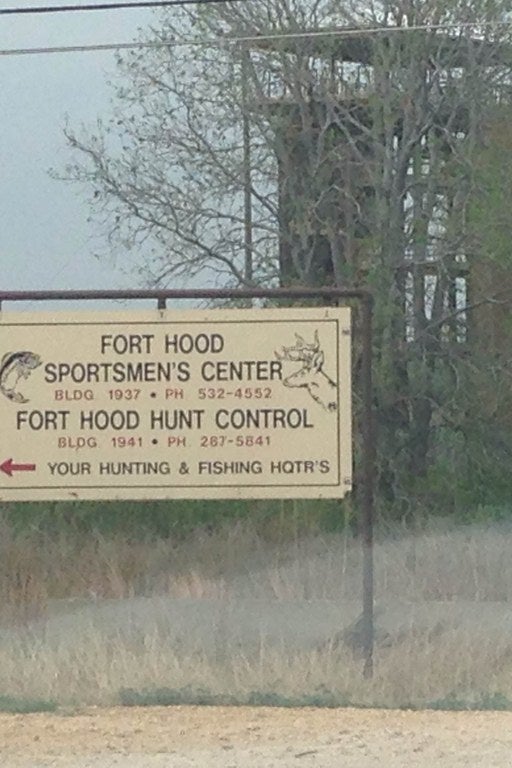 FORT HOOD
SPORTSMEN'S CENTER
BLDG 1937 • PH 532-4552
FORT HOOD HUNT CONTROL
BLDG 1941 • PH 287-5841
YOUR HUNTING & FISHING HQTR'S